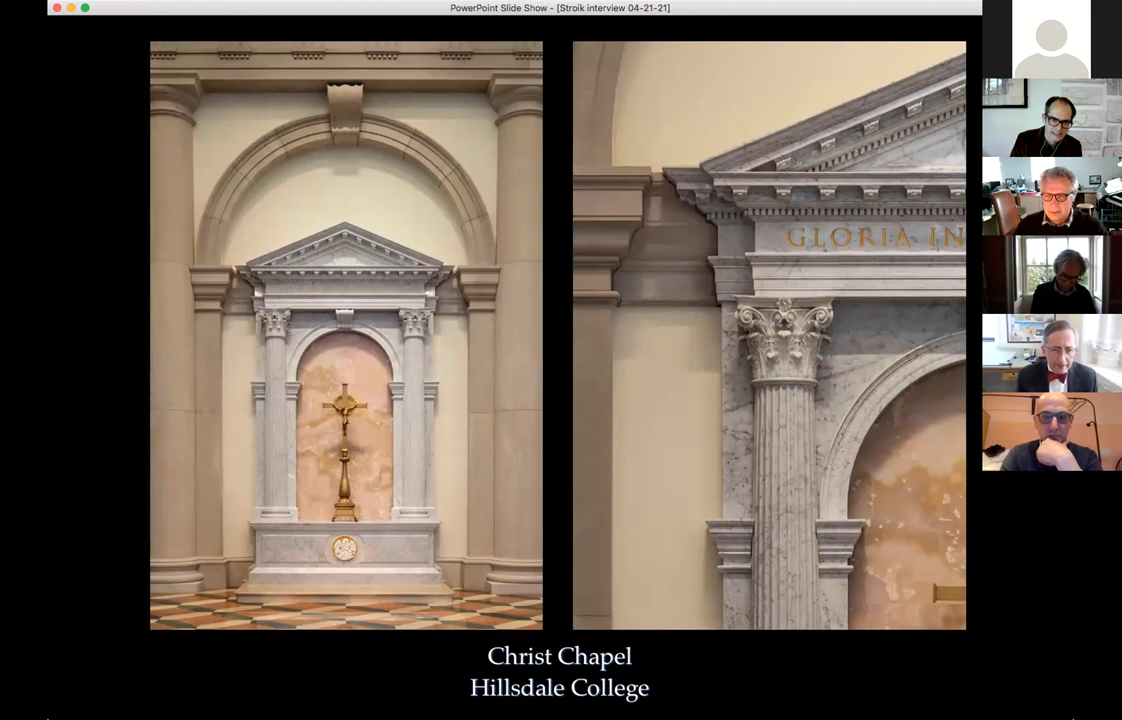 PowerPoint Slide Show - [Stroik interview 04-21-21]
GLORIA IN
Christ Chapel
Hillsdale College